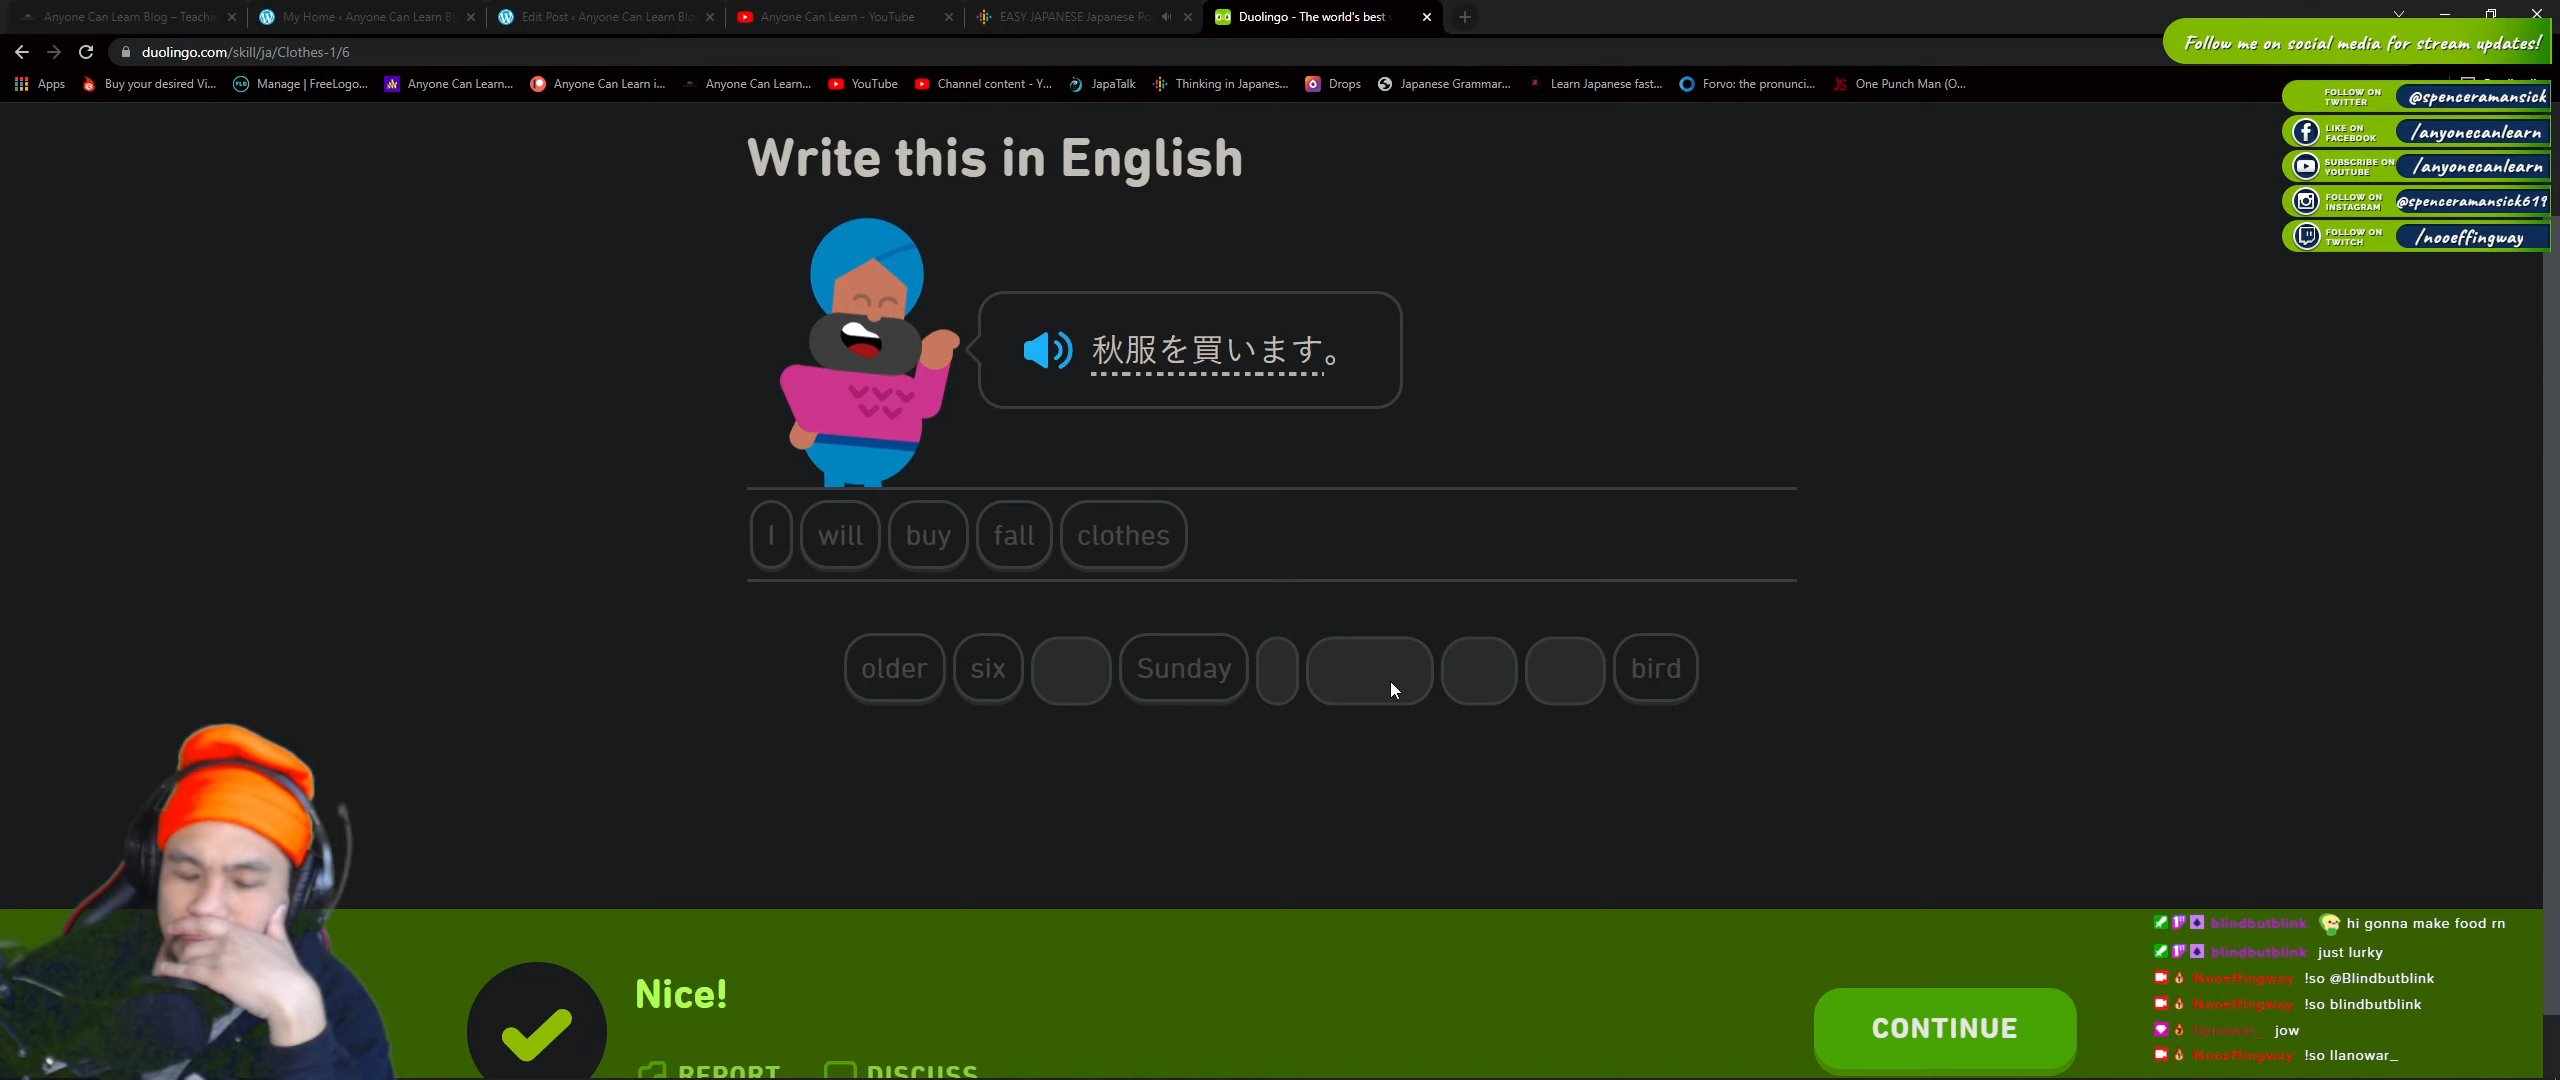 Anyone Can Learn Blog – Teachin
My Home ‹ Anyone Can Learn Bl
Edit Post ‹ Anyone Can Learn Blo
Anyone Can Learn - YouTube
EASY JAPANESE Japanese Po
Duolingo - The world's best
duolingo.com/skill/ja/Clothes-1/6
Follow me on social media for stream updates!
Apps
Buy your desired Vi...
Manage | FreeLogo...
Anyone Can Learn...
Anyone Can Learn i...
Anyone Can Learn...
YouTube
Channel content - Y...
JapaTalk
Thinking in Japanes...
Drops
Japanese Grammar...
Learn Japanese fast...
Forvo: the pronunci...
One Punch Man (O...
FOLLOW ON TWITTER @spenceramansick
LIKE ON FACEBOOK /anyonecanlearn
SUBSCRIBE ON YOUTUBE /anyonecanlearn
FOLLOW ON INSTAGRAM @spenceramansick619
FOLLOW ON TWITCH /nooeffingway
Write this in English
秋服を買います。
I will buy fall clothes
older six Sunday bird
Nice!
REPORT DISCUSS
CONTINUE
blindbutblink hi gonna make food rn
blindbutblink just lurky
Nooeffingway !so @Blindbutblink
Nooeffingway !so blindbutblink
llanowar_ jow
Nooeffingway !so llanowar_